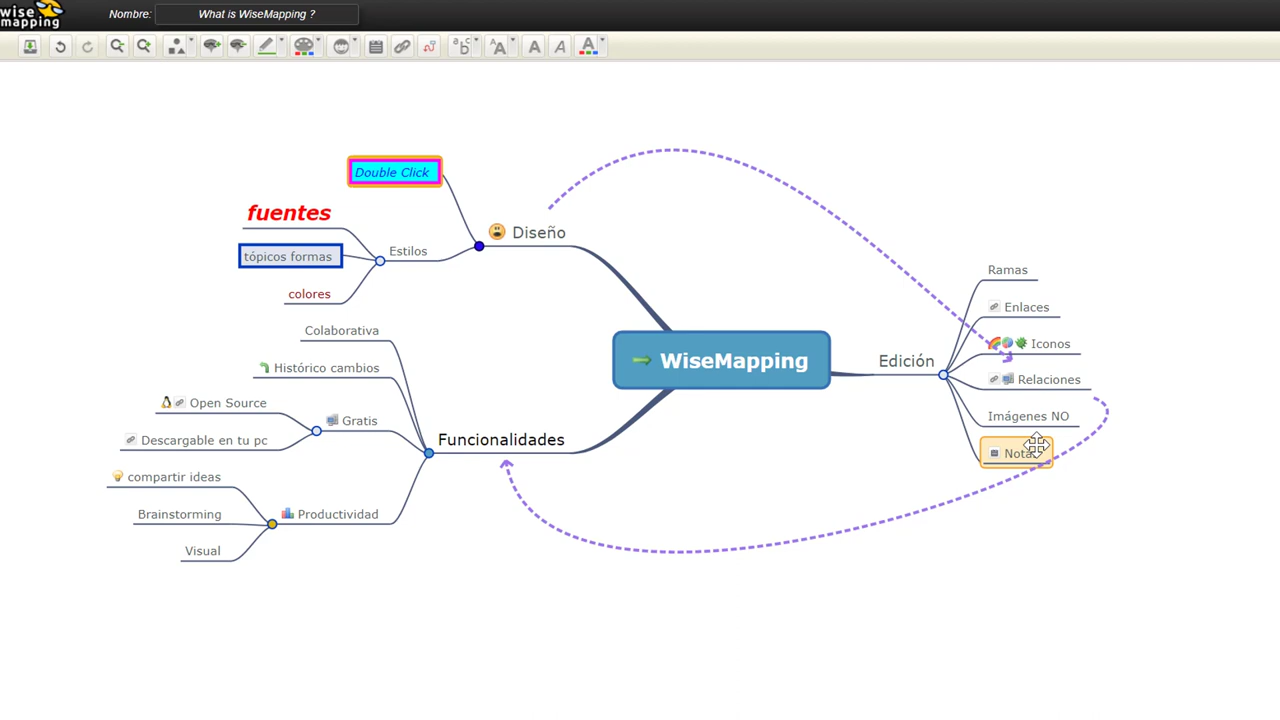 wise
mapping
Nombre: What is WiseMapping ?
Double Click
fuentes
Diseño
Estilos
tópicos formas
colores
Ramas
Enlaces
Colaborativa
Iconos
WiseMapping
Edición
Histórico cambios
Relaciones
Open Source
Gratis
Imágenes NO
Descargable en tu pc
Funcionalidades
Nota
compartir ideas
Brainstorming
Productividad
Visual